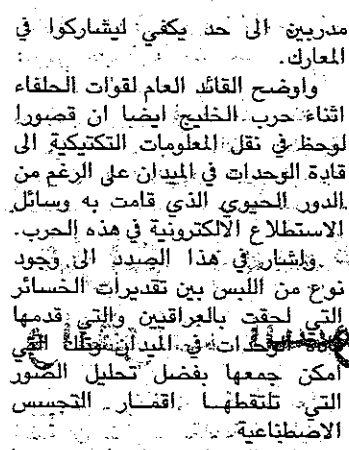 مدربين الى حد يكفي ليشاركوا في
المعارك.
واوضح القائد العام لقوات الحلفاء
اثناء حرب الخليج ايضا ان قصورا
لوحظ في نقل المعلومات التكتيكية الى
قادة الوحدات في الميدان على الرغم من
الدور الحيوي الذي قامت به وسائل
الاستطلاع الالكترونية في هذه الحرب.
واشار في هذا الصدد الى وجود
نوع من اللبس بين تقديرات الخسائر
التي لحقت بالعراقيين والتي قدمها
الوحدات في الميدان وتلك التي
امكن جمعها بفضل تحليل الصور
التي تلتقطها اقمار التجسس
الاصطناعية